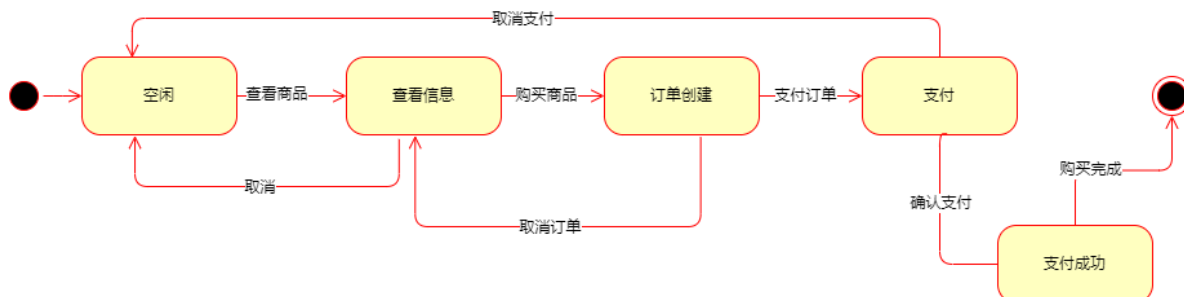 取消支付
空闲
查看商品
查看信息
购买商品
订单创建
支付订单
支付
取消
取消订单
确认支付
购买完成
支付成功